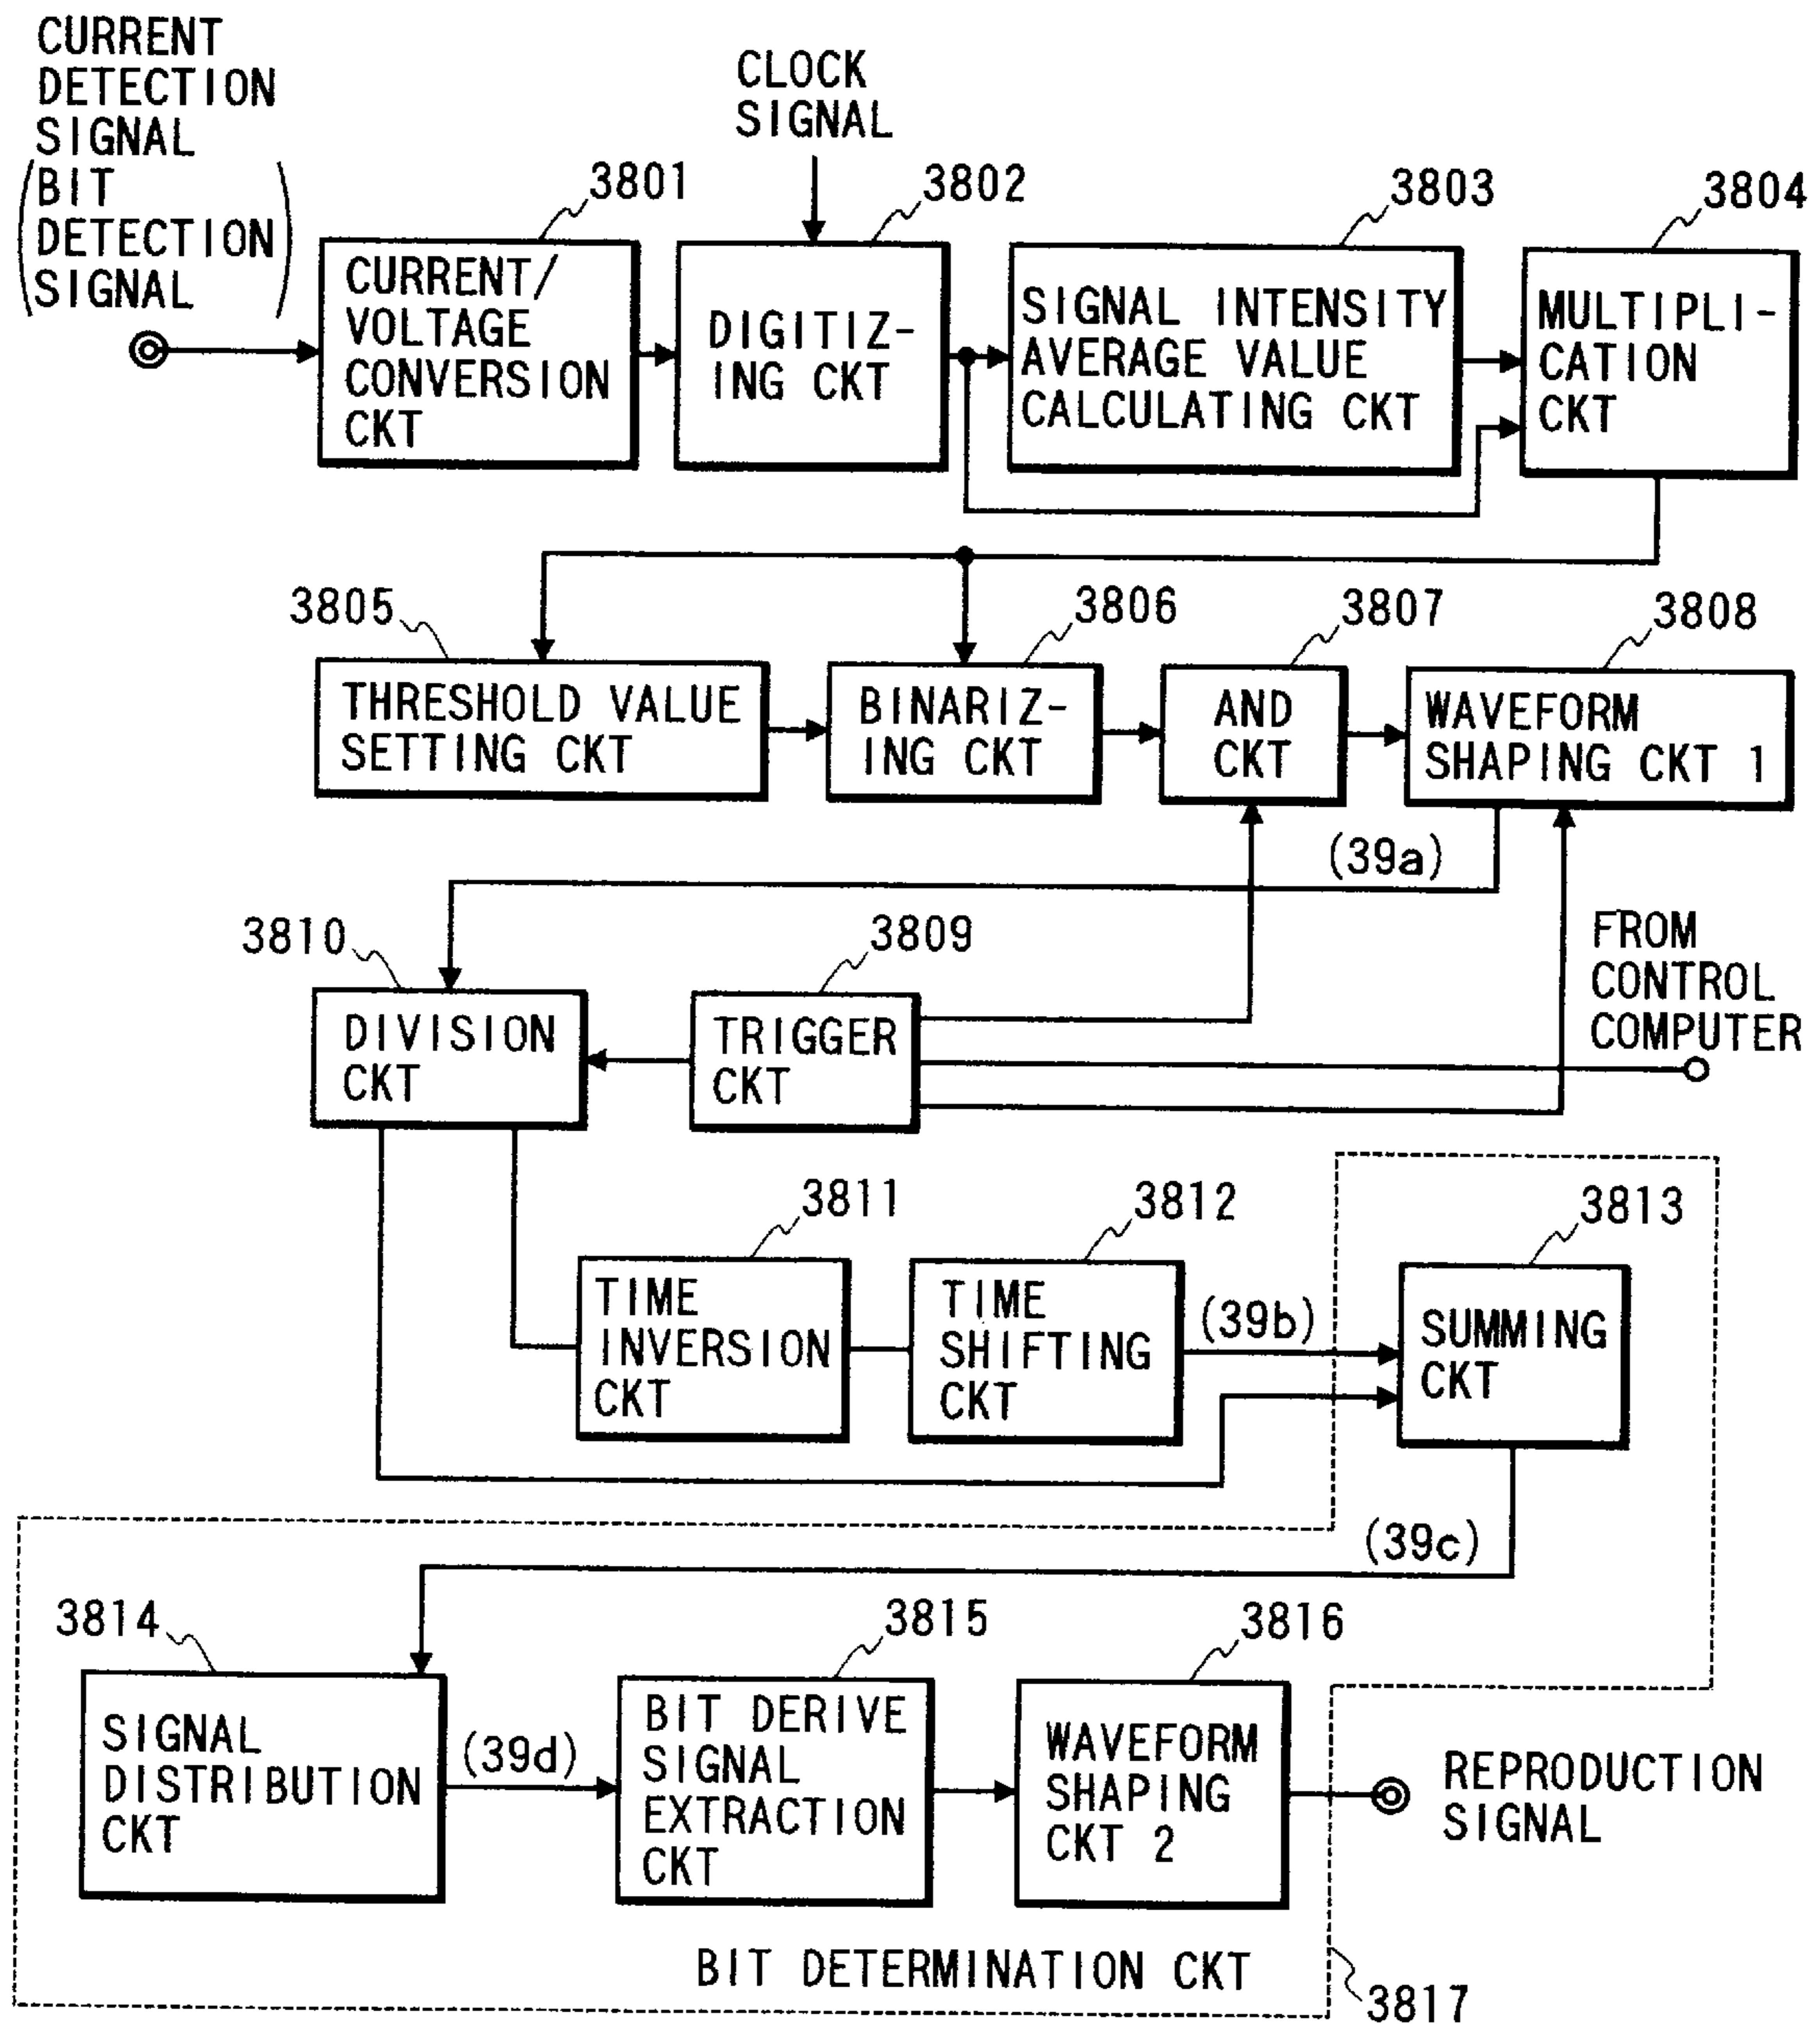 CURRENT
DETECTION
SIGNAL
(BIT
DETECTION
SIGNAL)
CLOCK
SIGNAL
3801
3802
3803
3804
CURRENT/
VOLTAGE
CONVERSION
CKT
DIGITIZ-
ING CKT
SIGNAL INTENSITY
AVERAGE VALUE
CALCULATING CKT
MULTIPLI-
CATION
CKT
3805
3806
3807
3808
THRESHOLD VALUE
SETTING CKT
BINARIZ-
ING CKT
AND
CKT
WAVEFORM
SHAPING CKT 1
(39a)
3810
3809
FROM
CONTROL
COMPUTER
DIVISION
CKT
TRIGGER
CKT
3811
3812
3813
TIME
INVERSION
CKT
TIME
SHIFTING
CKT
(39b)
SUMMING
CKT
(39c)
3814
3815
3816
SIGNAL
DISTRIBUTION
CKT
(39d)
BIT DERIVE
SIGNAL
EXTRACTION
CKT
WAVEFORM
SHAPING
CKT 2
REPRODUCTION
SIGNAL
BIT DETERMINATION CKT
3817